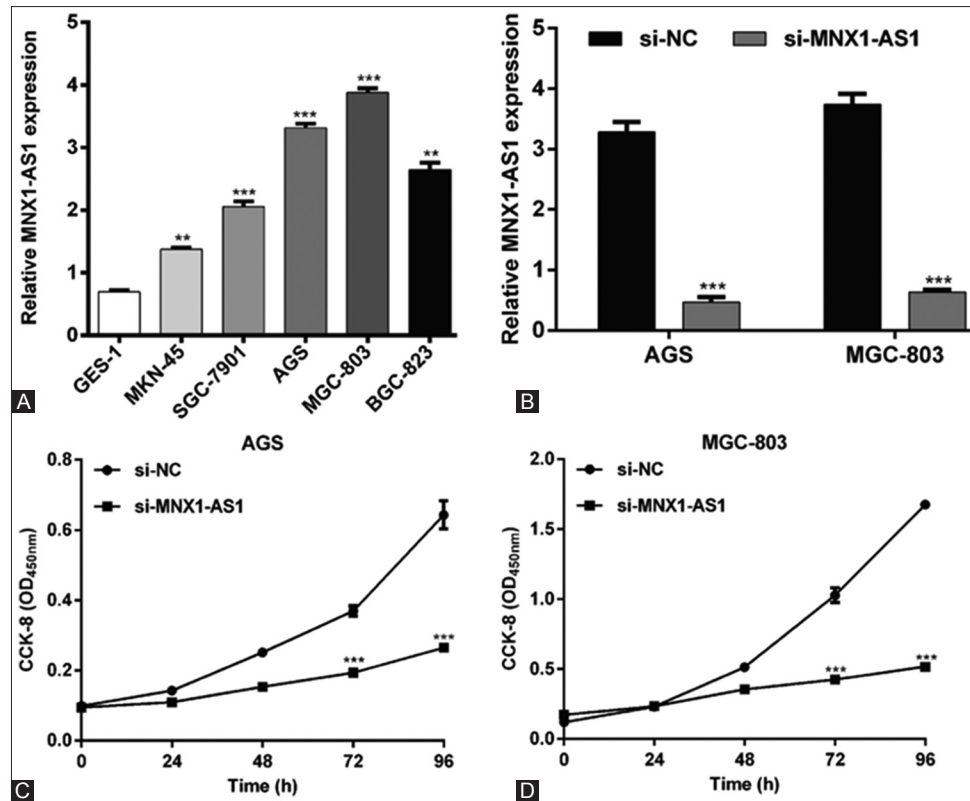 Relative MNX1-AS1 expression
5
4
3
2
1
0
**
***
***
***
**
GES-1
MKN-45
SGC-7901
AGS
MGC-803
BGC-823
A
Relative MNX1-AS1 expression
5
4
3
2
1
0
si-NC
si-MNX1-AS1
***
***
AGS
MGC-803
B
AGS
si-NC
si-MNX1-AS1
CCK-8 (OD450nm)
0.8
0.6
0.4
0.2
0.0
***
***
0
24
48
72
96
Time (h)
C
MGC-803
si-NC
si-MNX1-AS1
CCK-8 (OD450nm)
2.0
1.5
1.0
0.5
0.0
***
***
0
24
48
72
96
Time (h)
D